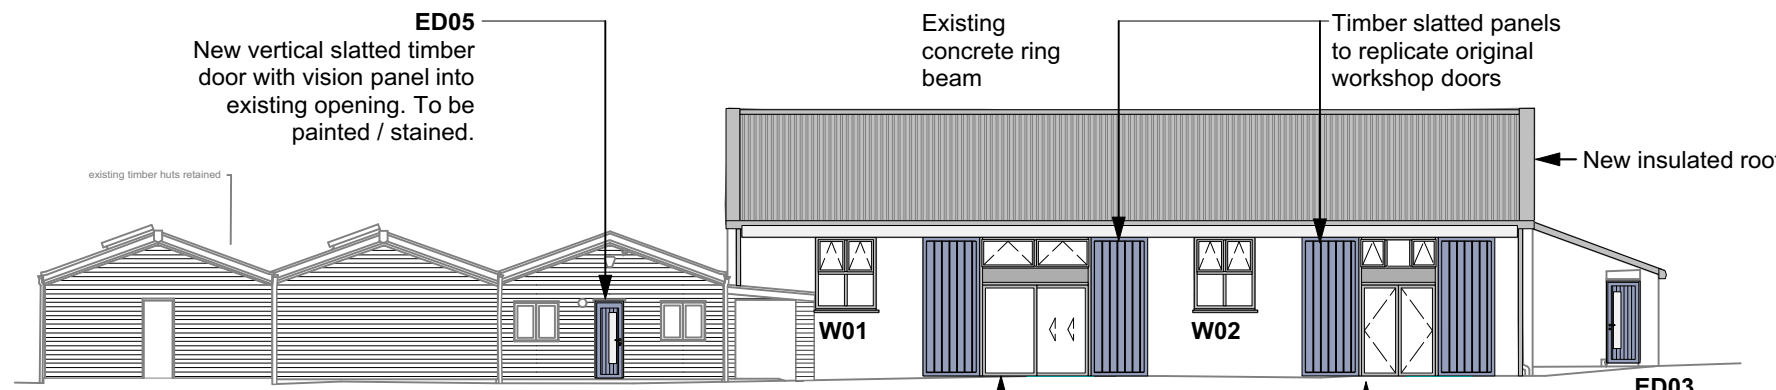 ED05
New vertical slatted timber
door with vision panel into
existing opening. To be
painted / stained.
existing timber huts retained
Existing
concrete ring
beam
Timber slatted panels
to replicate original
workshop doors
New insulated roof
W01
W02
ED03